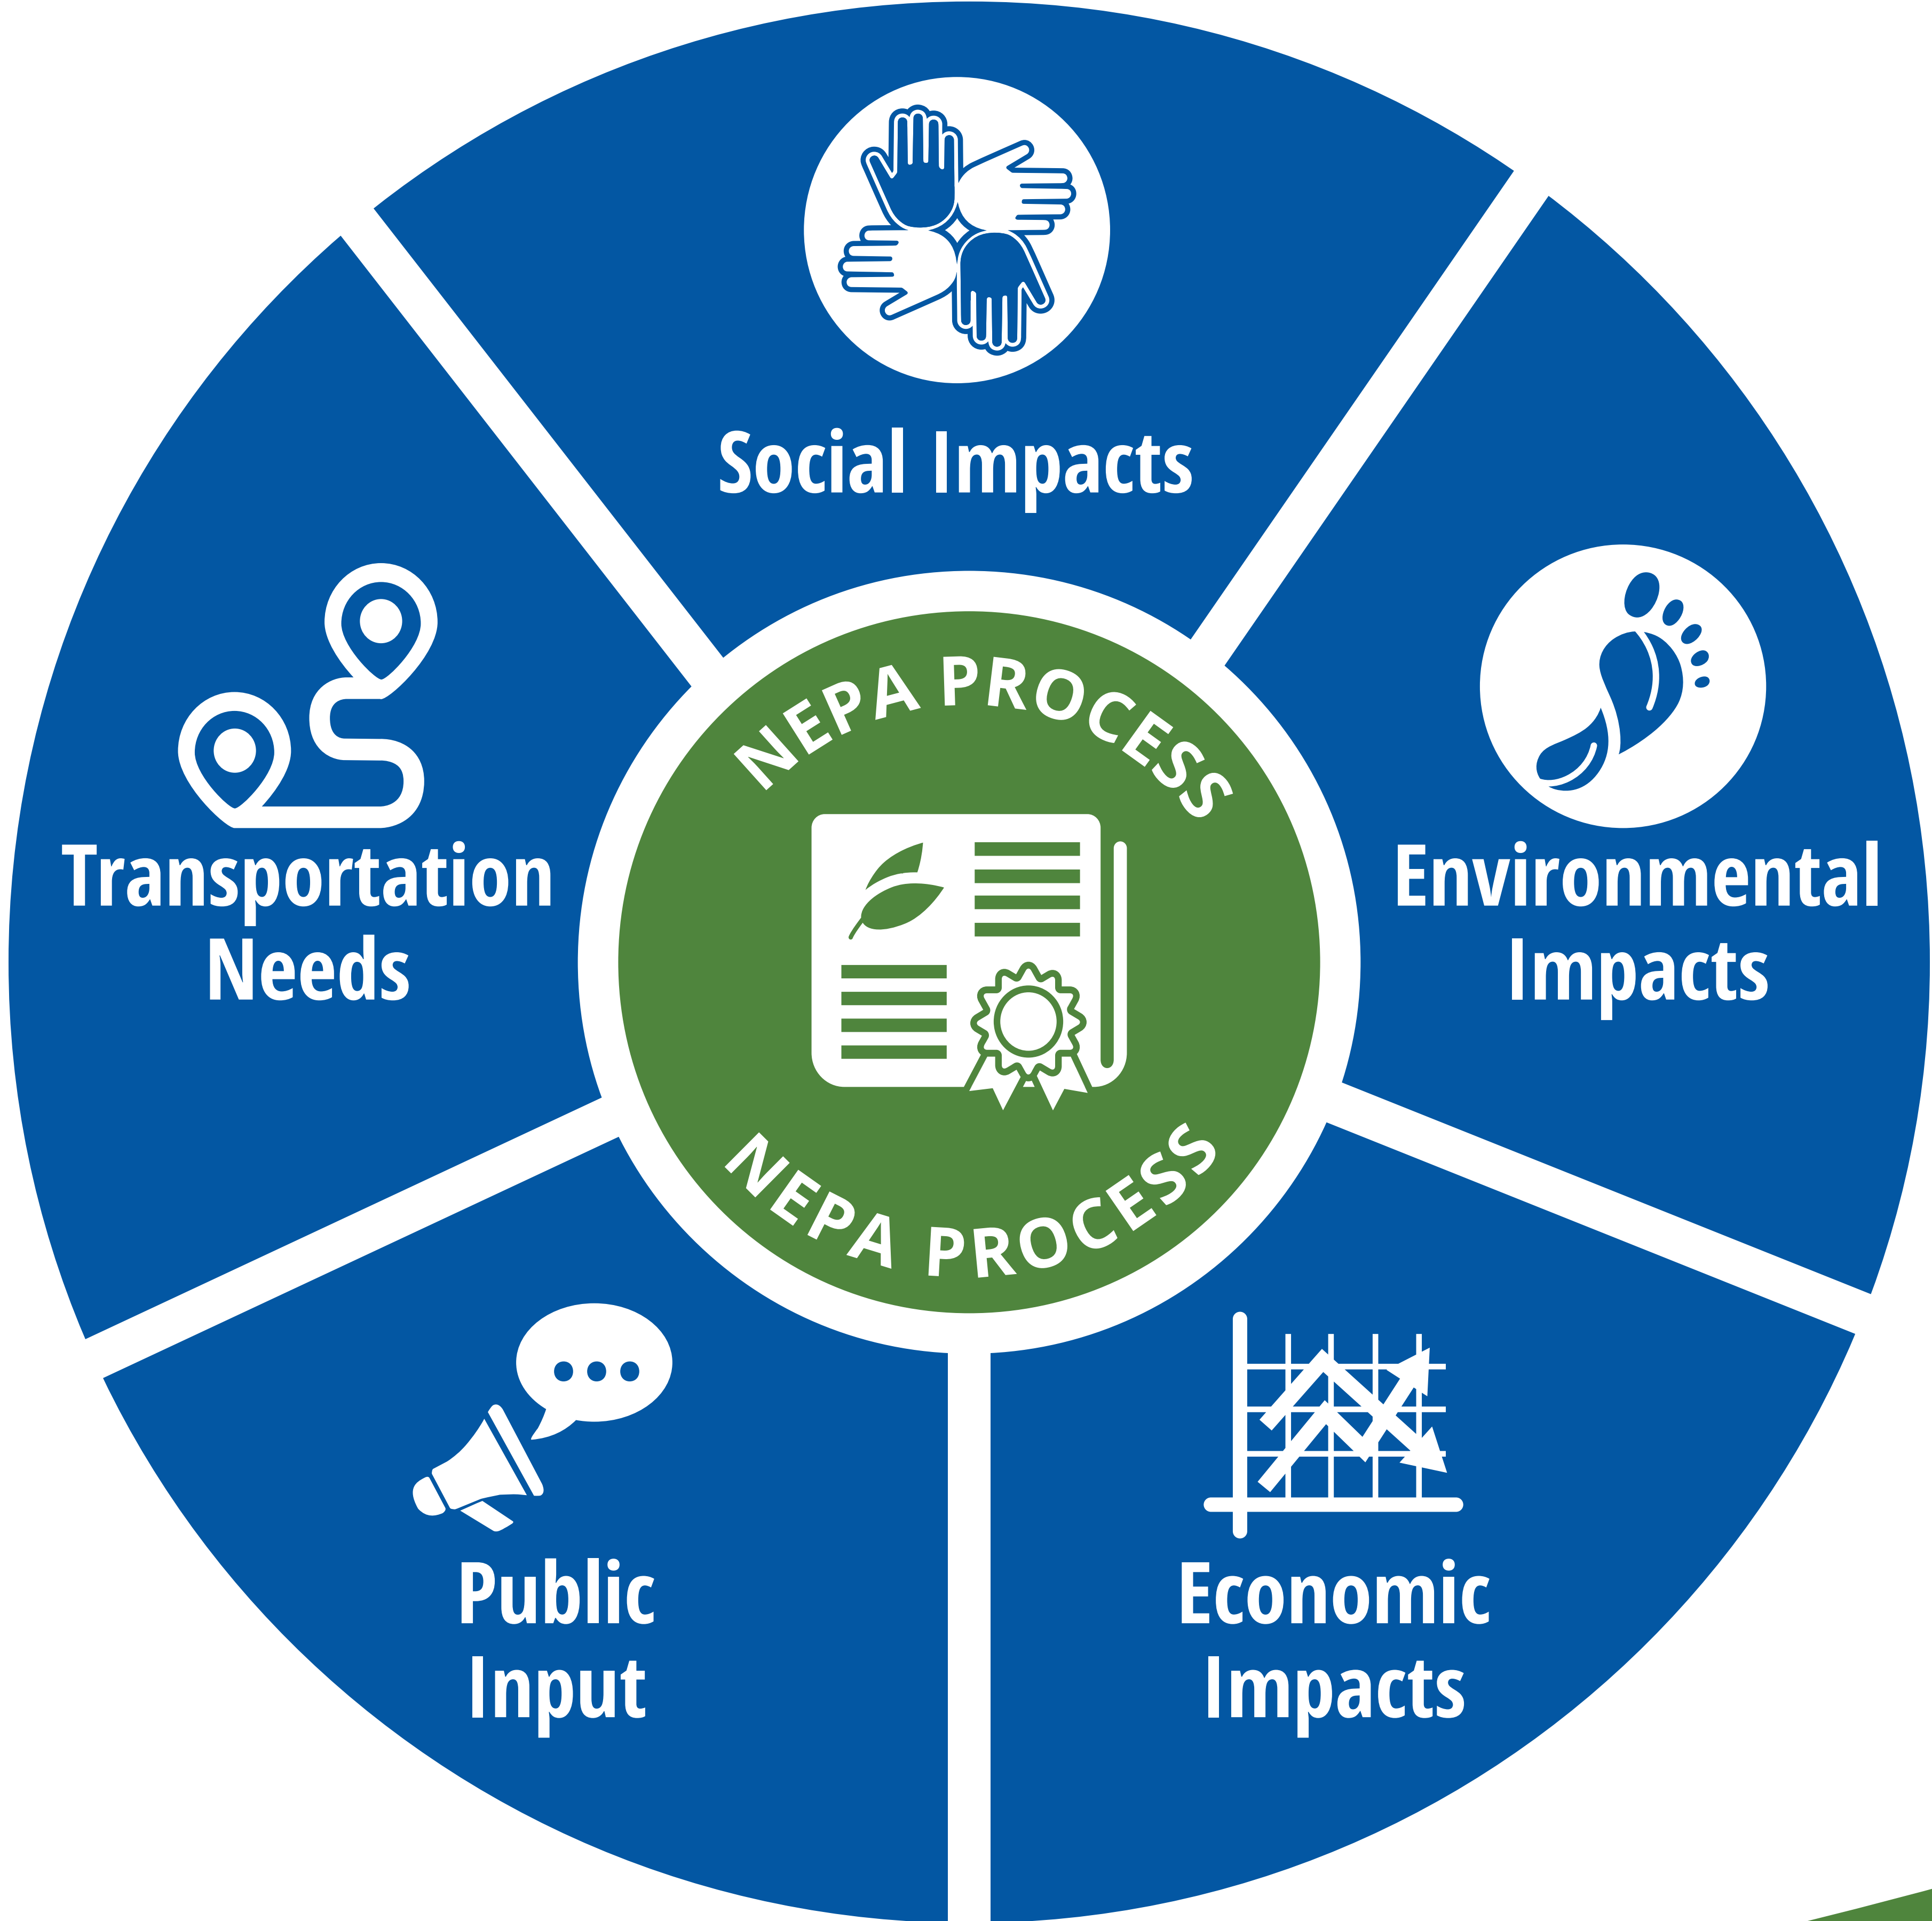 Social Impacts
Transportation
Needs
NEPA PROCESS
Environmental
Impacts
NEPA PROCESS
Public
Input
Economic
Impacts